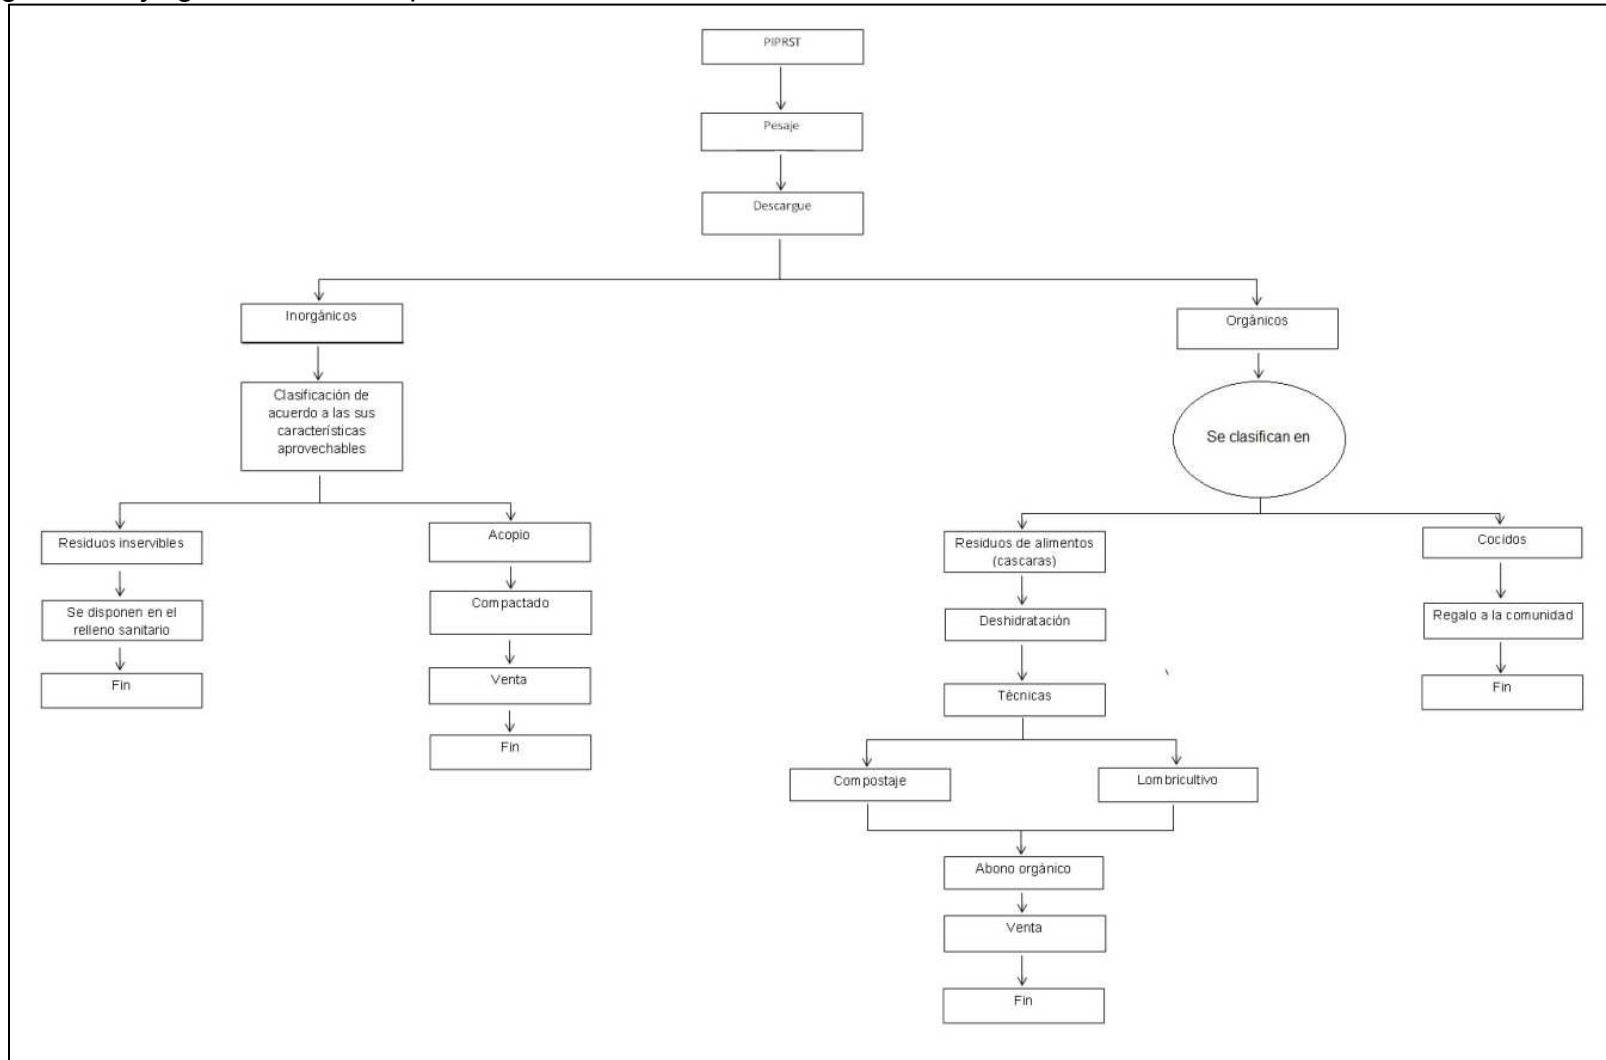 PIPRST
Pesaje
Descargue
Inorgánicos
Orgánicos
Clasificación de
acuerdo a las sus
características
aprovechables
Se clasifican en
Residuos inservibles
Acopio
Residuos de alimentos
(cascaras)
Cocidos
Se disponen en el
relleno sanitario
Compactado
Deshidratación
Regalo a la comunidad
Fin
Venta
Técnicas
Fin
Fin
Compostaje
Lombricultivo
Abono orgánico
Venta
Fin